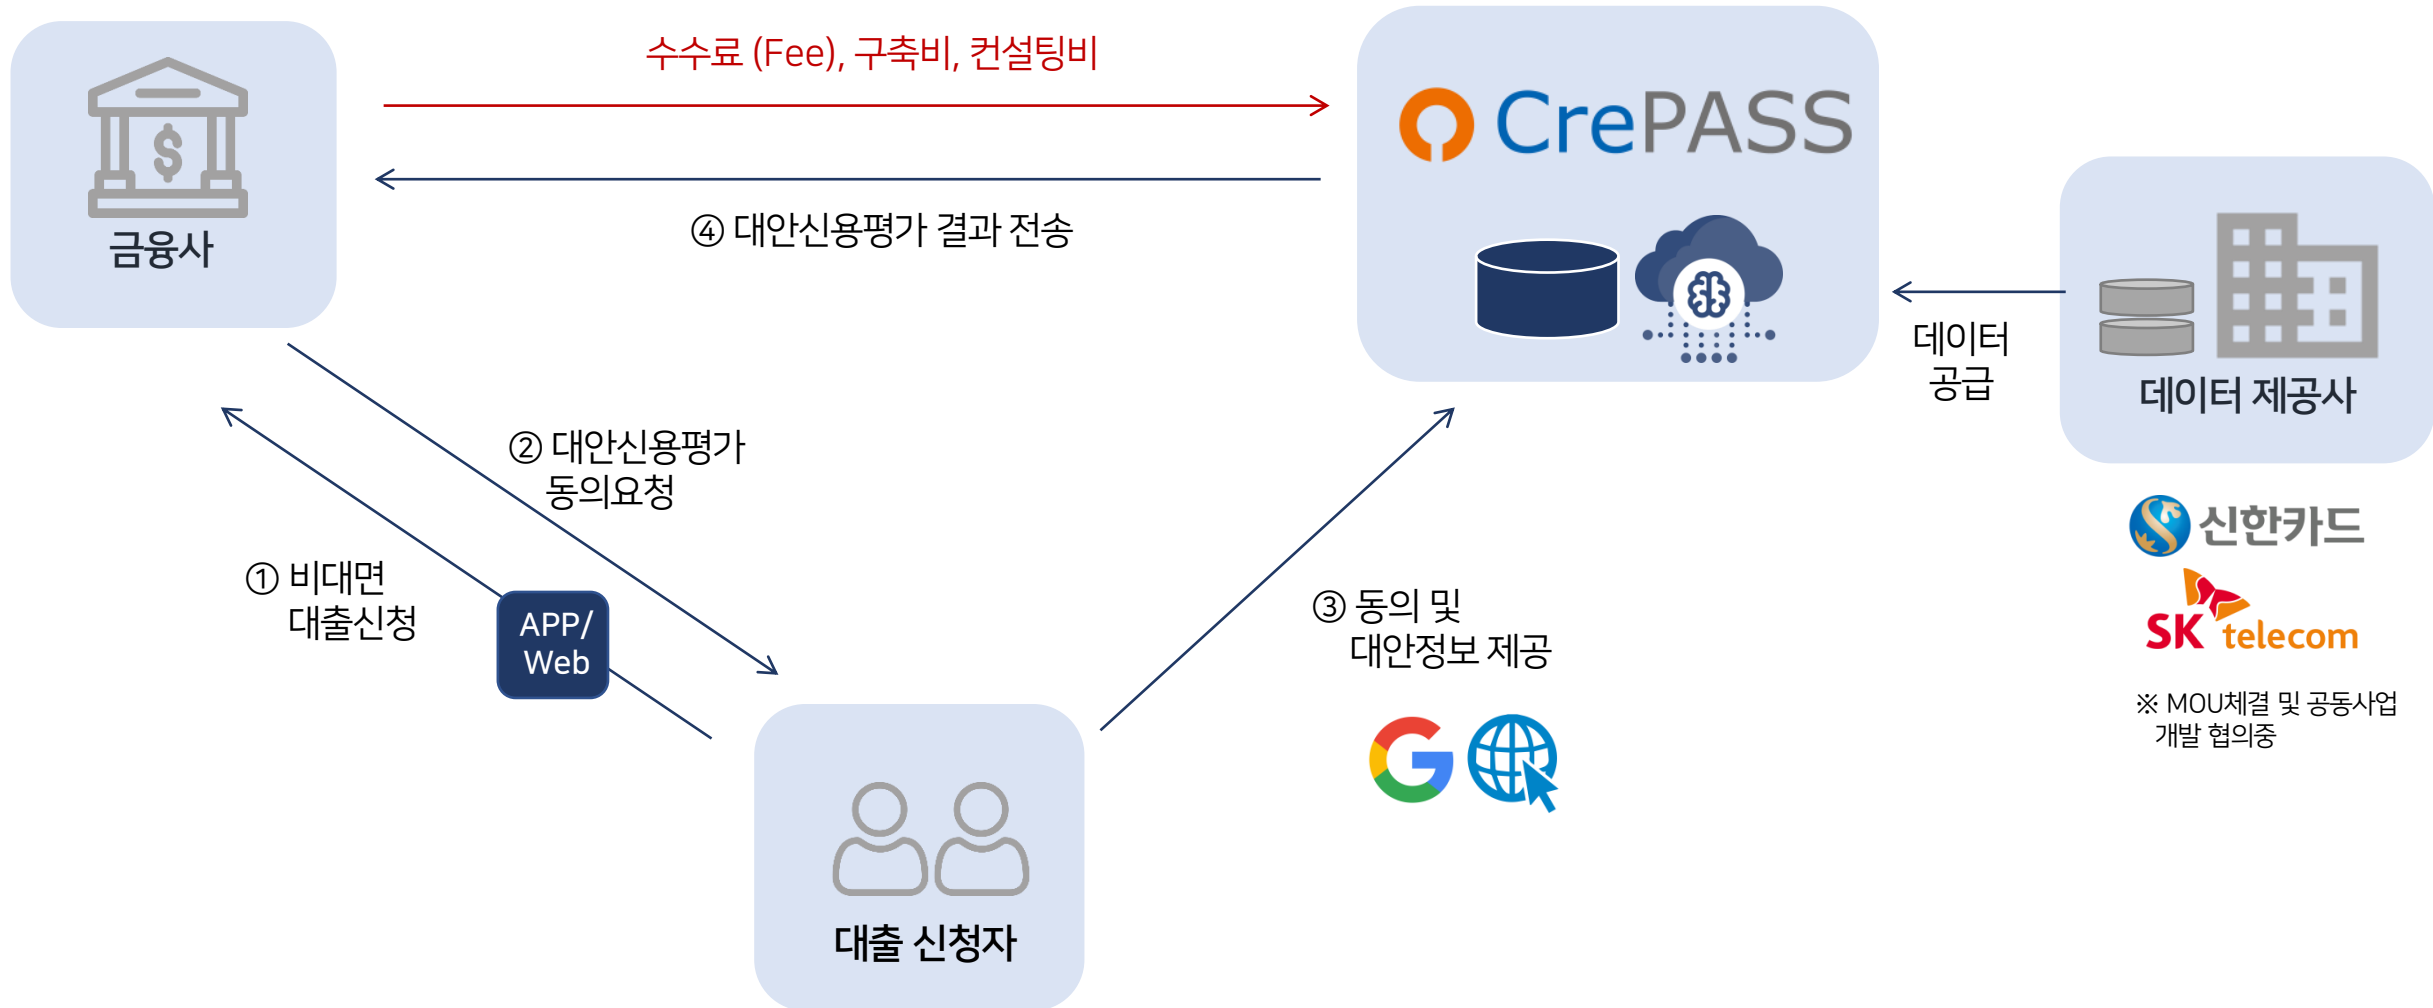 수수료 (Fee), 구축비, 컨설팅비
CrePASS
$
금융사
④ 대안신용평가 결과 전송
데이터
공급
데이터 제공사
② 대안신용평가
동의요청
① 비대면
대출신청
APP/
Web
③ 동의 및
대안정보 제공
신한카드
SK telecom
※ MOU체결 및 공동사업
개발 협의중
G
대출 신청자